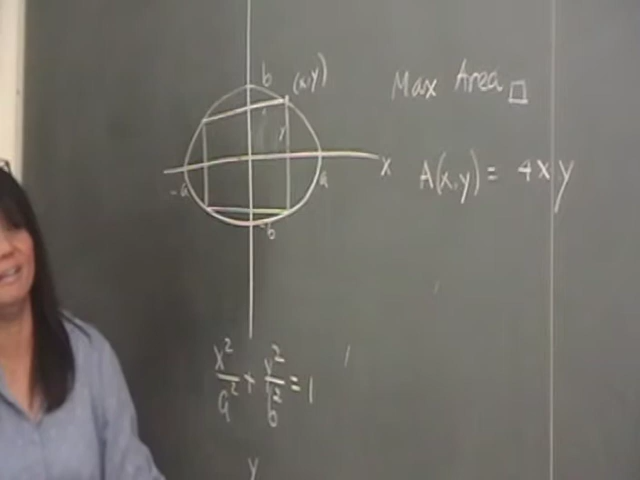 b (x,y)
Max Area □
y
x
-a a
A(x,y) = 4xy
-b
x²/a² + y²/b² = 1
y